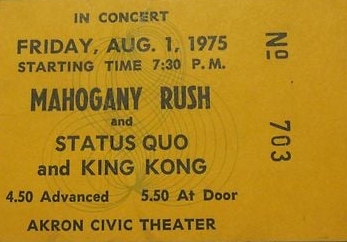 IN CONCERT
FRIDAY, AUG. 1, 1975
STARTING TIME 7:30 P.M.
MAHOGANY RUSH
and
STATUS QUO
and KING KONG
4.50 Advanced 5.50 At Door
AKRON CIVIC THEATER
No 703